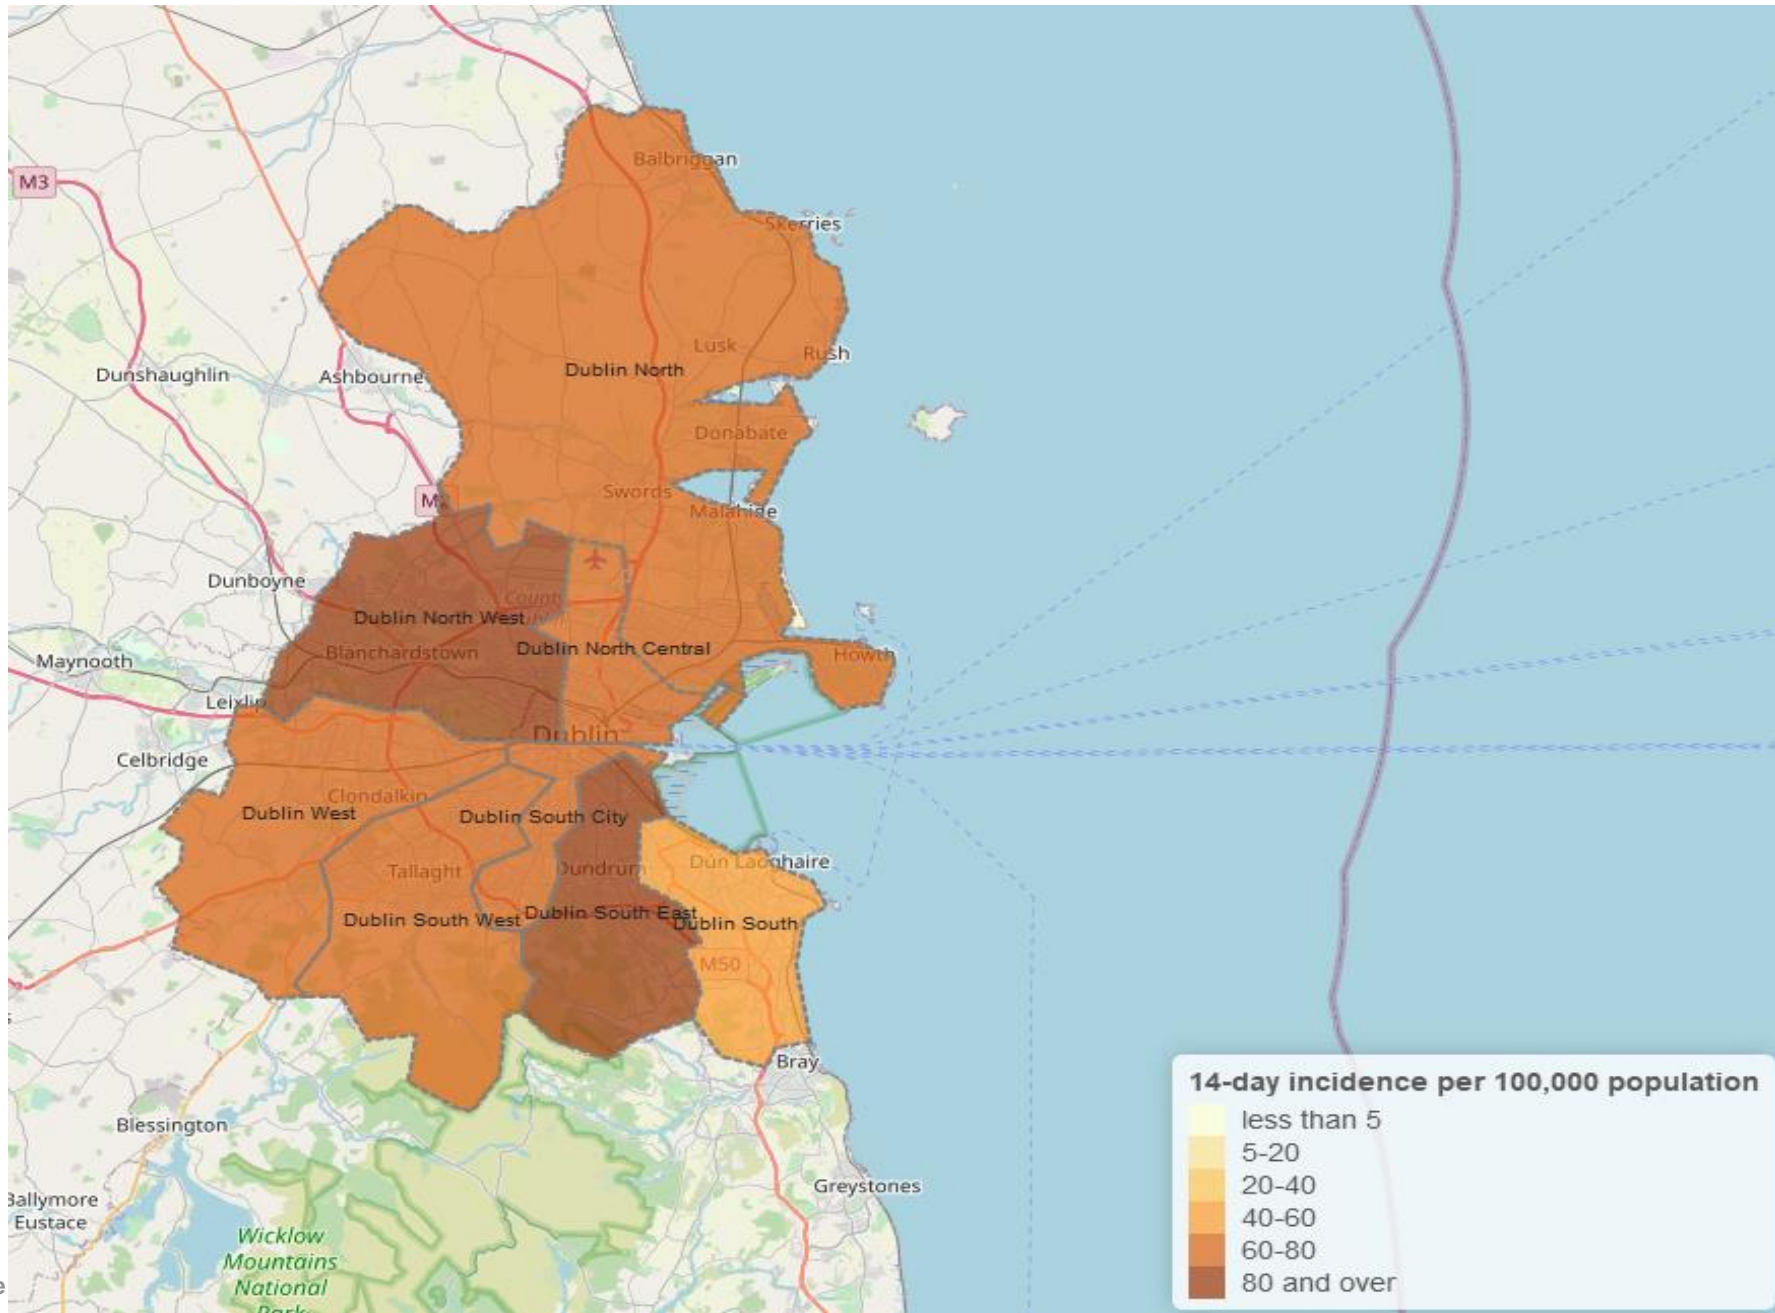 Balbriggan
M3
Skerries
Lusk
Rush
Dublin North
Dunshaughlin
Ashbourne
Donabate
Swords
Malahide
Dunboyne
Dublin North West
Dublin North Central
Blanchardstown
Howth
Maynooth
Leixlip
Dublin
Celbridge
Clondalkin
Dublin West
Dublin South City
Dún Laoghaire
Dundrum
Tallaght
Dublin South West
Dublin South East
Dublin South
M50
Bray
Blessington
Greystones
Ballymore
Eustace
Wicklow
Mountains
National
Park
14-day incidence per 100,000 population
less than 5
5-20
20-40
40-60
60-80
80 and over